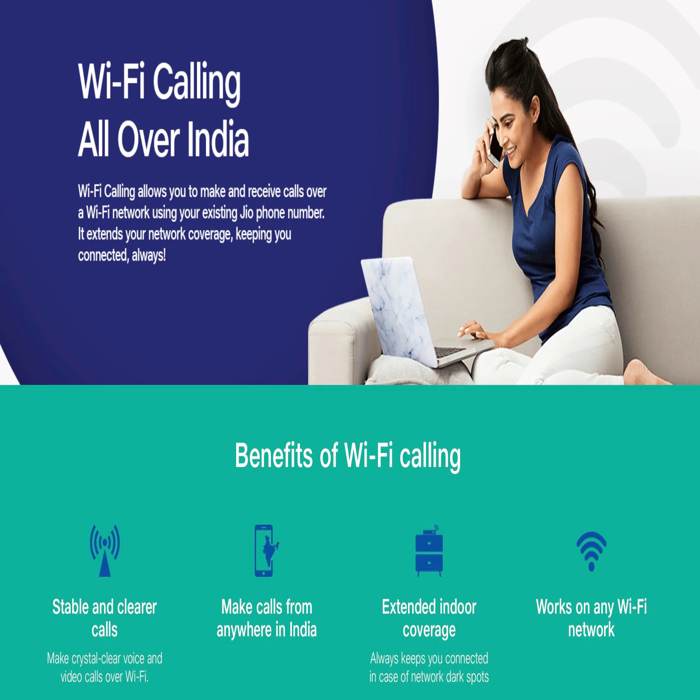 Wi-Fi Calling
All Over India
Wi-Fi Calling allows you to make and receive calls over
a Wi-Fi network using your existing Jio phone number.
It extends your network coverage, keeping you
connected, always!
Benefits of Wi-Fi calling
Stable and clearer
calls
Make crystal-clear voice and
video calls over Wi-Fi.
Make calls from
anywhere in India
Extended indoor
coverage
Always keeps you connected
in case of network dark spots
Works on any Wi-Fi
network